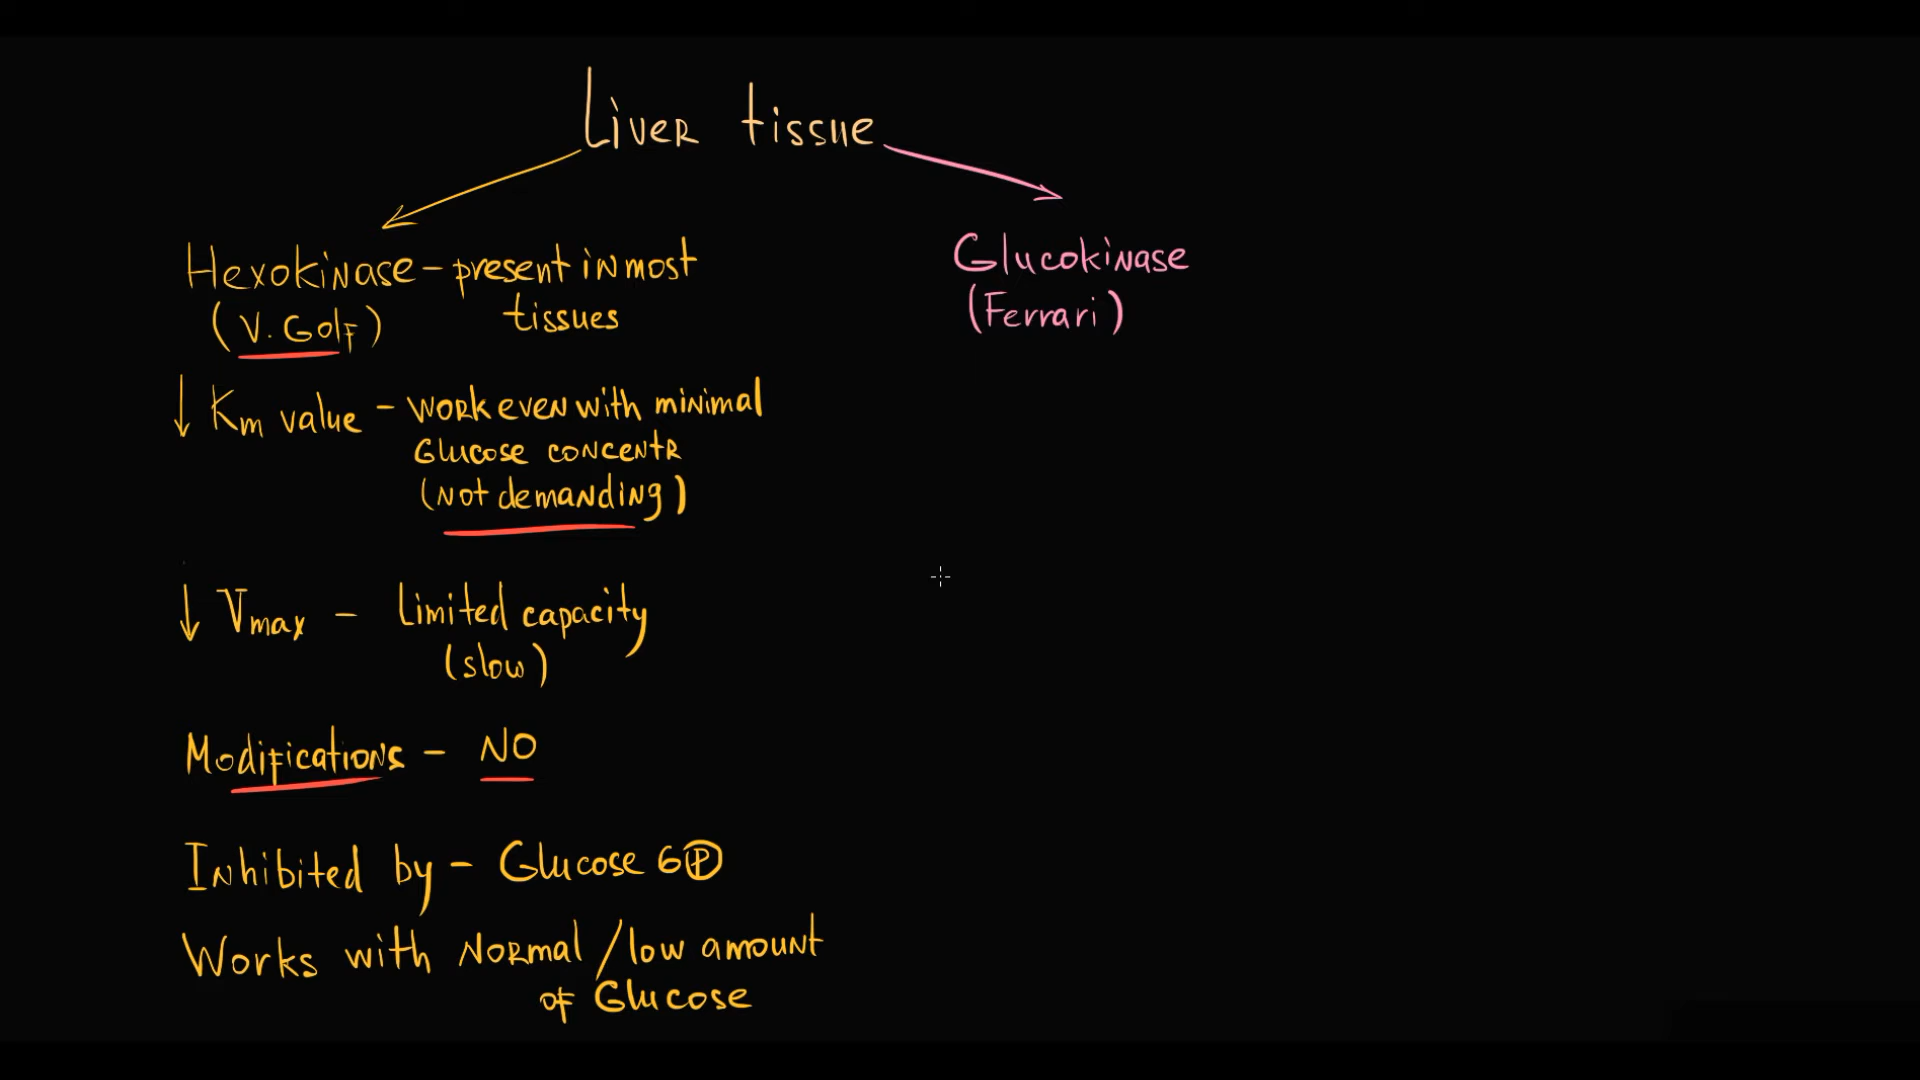 Liver tissue
Hexokinase - present in most
tissues
(V. Golf)
↓ Km value - work even with minimal
Glucose concentr
(not demanding)
↓ Vmax - Limited capacity
(slow)
Modifications - NO
Inhibited by - Glucose 6 P
Works with normal / low amount
of Glucose
Glucokinase
(Ferrari)